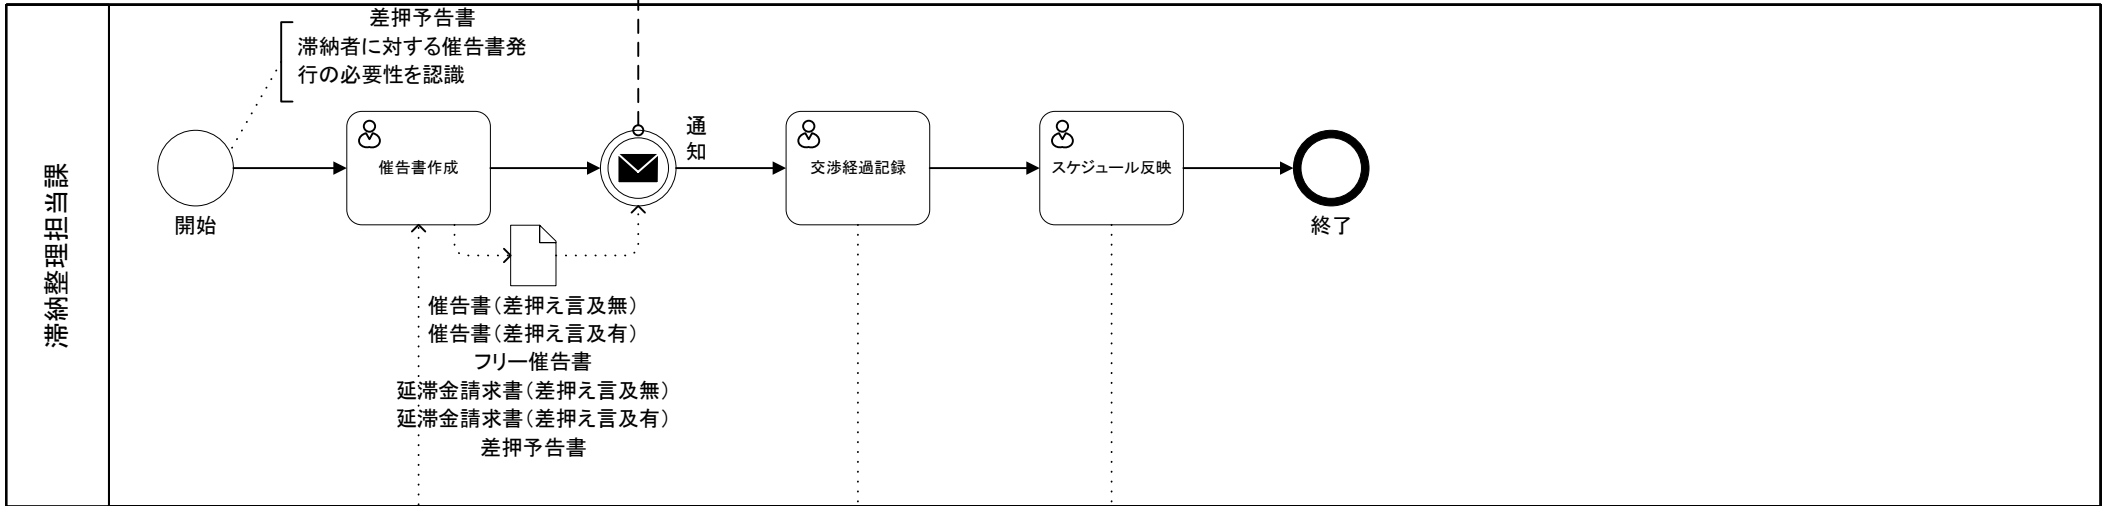 滞納整理担当課
差押予告書
滞納者に対する催告書発
行の必要性を認識
開始
催告書作成
通
知
交渉経過記録
スケジュール反映
終了
催告書（差押え言及無）
催告書（差押え言及有）
フリー催告書
延滞金請求書（差押え言及無）
延滞金請求書（差押え言及有）
差押予告書